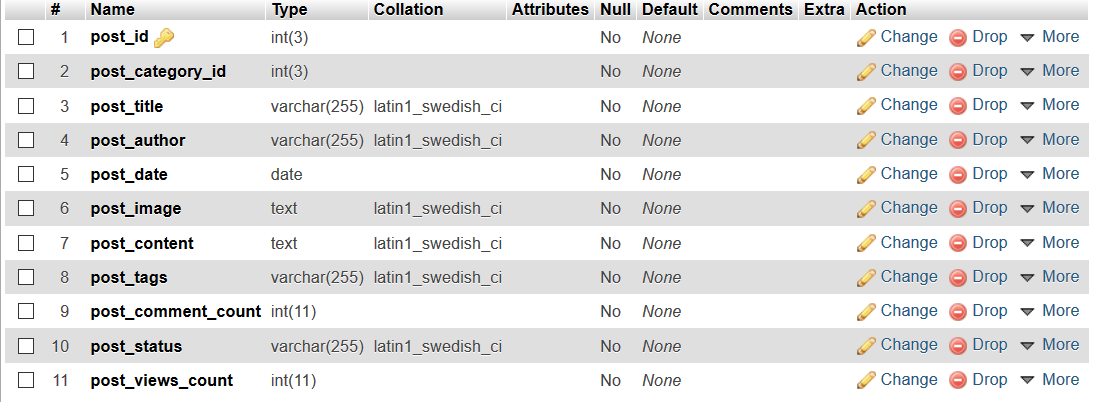 # Name Type Collation Attributes Null Default Comments Extra Action
1 post_id int(3) No None Change Drop More
2 post_category_id int(3) No None Change Drop More
3 post_title varchar(255) latin1_swedish_ci No None Change Drop More
4 post_author varchar(255) latin1_swedish_ci No None Change Drop More
5 post_date date No None Change Drop More
6 post_image text latin1_swedish_ci No None Change Drop More
7 post_content text latin1_swedish_ci No None Change Drop More
8 post_tags varchar(255) latin1_swedish_ci No None Change Drop More
9 post_comment_count int(11) No None Change Drop More
10 post_status varchar(255) latin1_swedish_ci No None Change Drop More
11 post_views_count int(11) No None Change Drop More